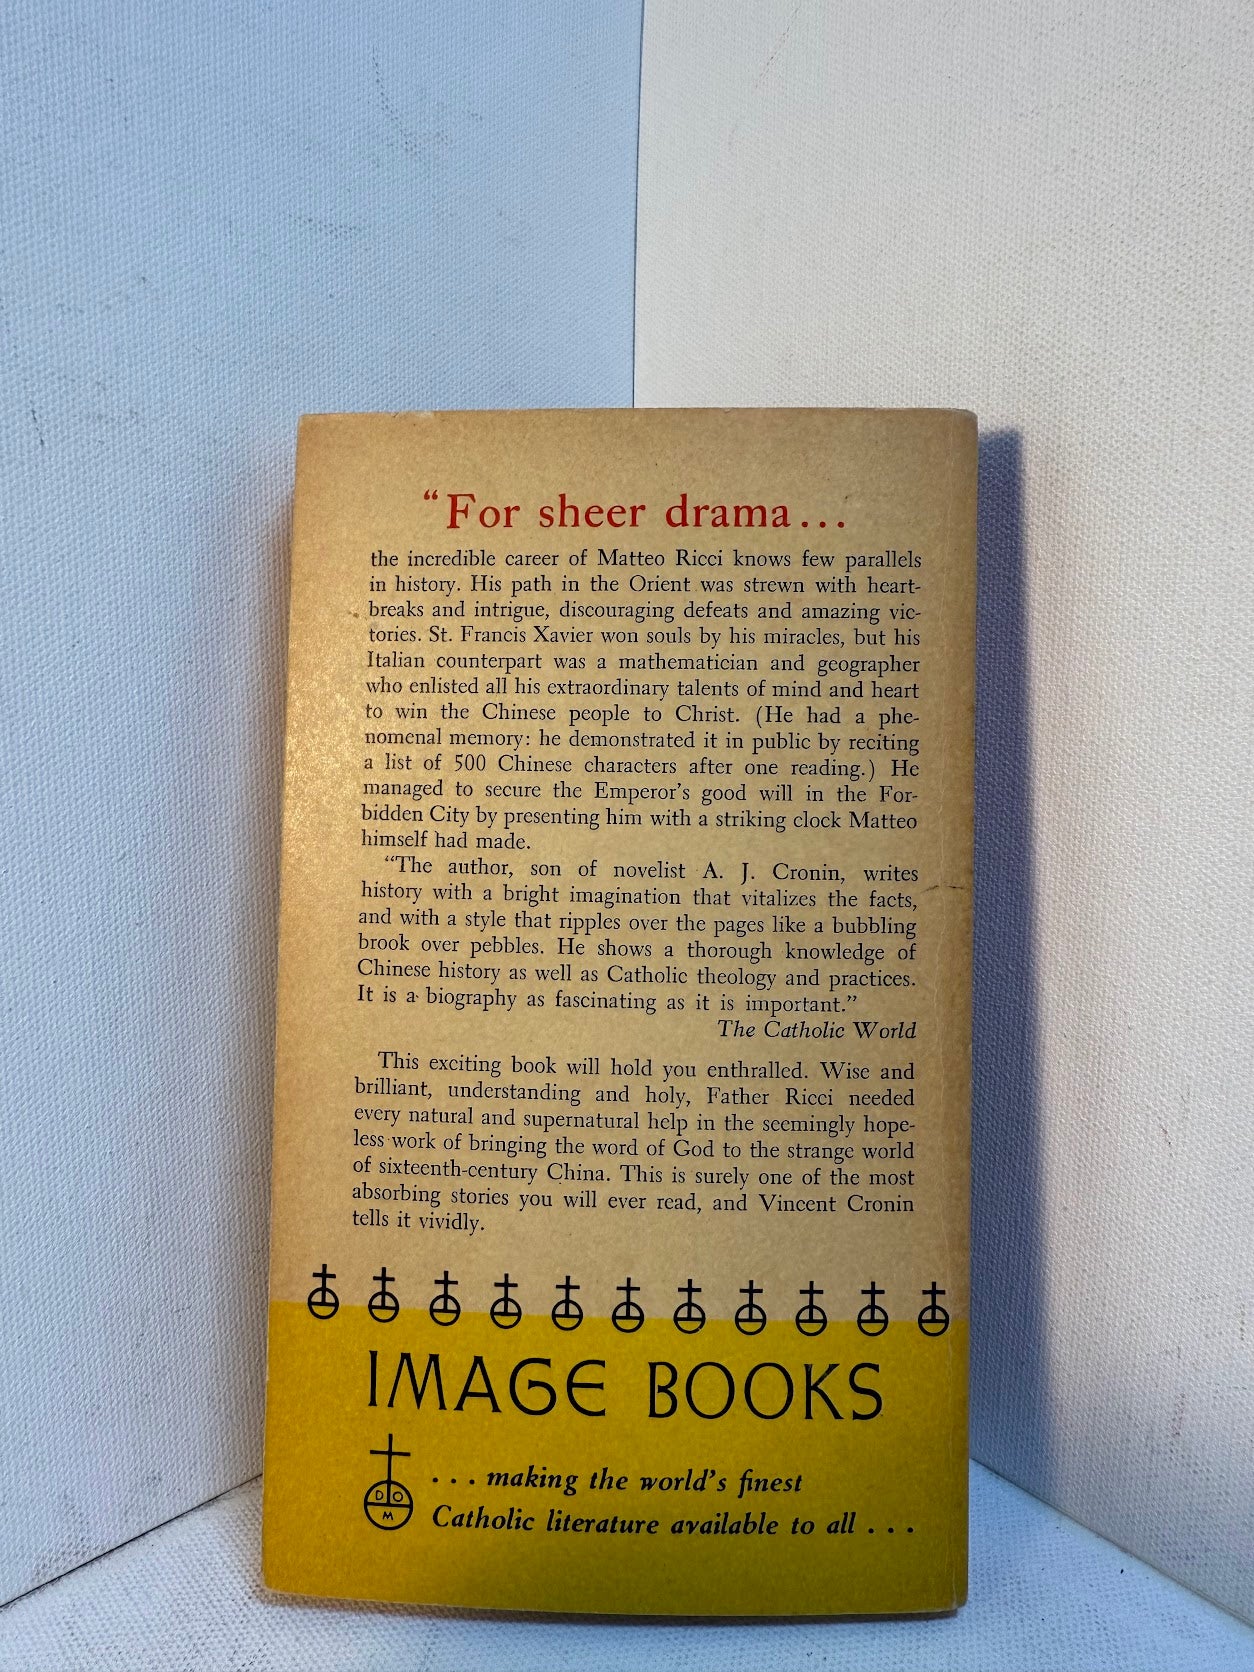 “For sheer drama...
the incredible career of Matteo Ricci knows few parallels
in history. His path in the Orient was strewn with heart-
breaks and intrigue, discouraging defeats and amazing vic-
tories. St. Francis Xavier won souls by his miracles, but his
Italian counterpart was a mathematician and geographer
who enlisted all his extraordinary talents of mind and heart
to win the Chinese people to Christ. (He had a phe-
nomenal memory: he demonstrated it in public by reciting
a list of 500 Chinese characters after one reading.) He
managed to secure the Emperor’s good will in the For-
bidden City by presenting him with a striking clock Matteo
himself had made.
“The author, son of novelist A. J. Cronin, writes
history with a bright imagination that vitalizes the facts,
and with a style that ripples over the pages like a bubbling
brook over pebbles. He shows a thorough knowledge of
Chinese history as well as Catholic theology and practices.
It is a biography as fascinating as it is important.”
The Catholic World
This exciting book will hold you enthralled. Wise and
brilliant, understanding and holy, Father Ricci needed
every natural and supernatural help in the seemingly hope-
less work of bringing the word of God to the strange world
of sixteenth-century China. This is surely one of the most
absorbing stories you will ever read, and Vincent Cronin
tells it vividly.
IMAGE BOOKS
D O
M
. . . making the world’s finest
Catholic literature available to all . . .